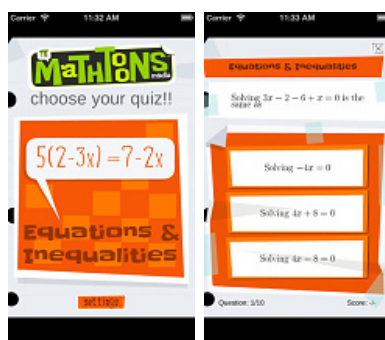 Carrier 11:32 AM
π
MATHTOONS
media
choose your quiz!!
5(2-3x)=7-2x
Equations &
Inequalities
settings
Carrier 11:33 AM
Equations & Inequalities
Solving 3x − 2 − 6 + x = 0 is the
same as
Solving −4x = 0
Solving 4x + 8 = 0
Solving 4x − 8 = 0
Question: 1/10 Score: -/-